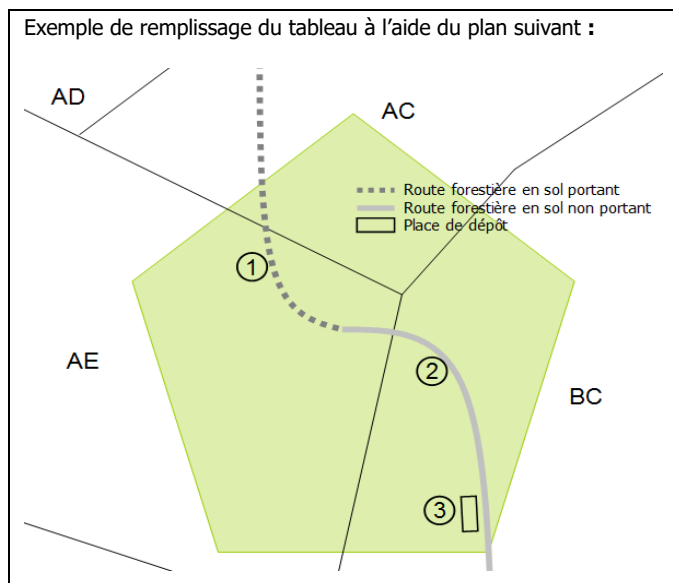 Exemple de remplissage du tableau à l’aide du plan suivant :
AD
AC
Route forestière en sol portant
Route forestière en sol non portant
Place de dépôt
1
AE
2
BC
3